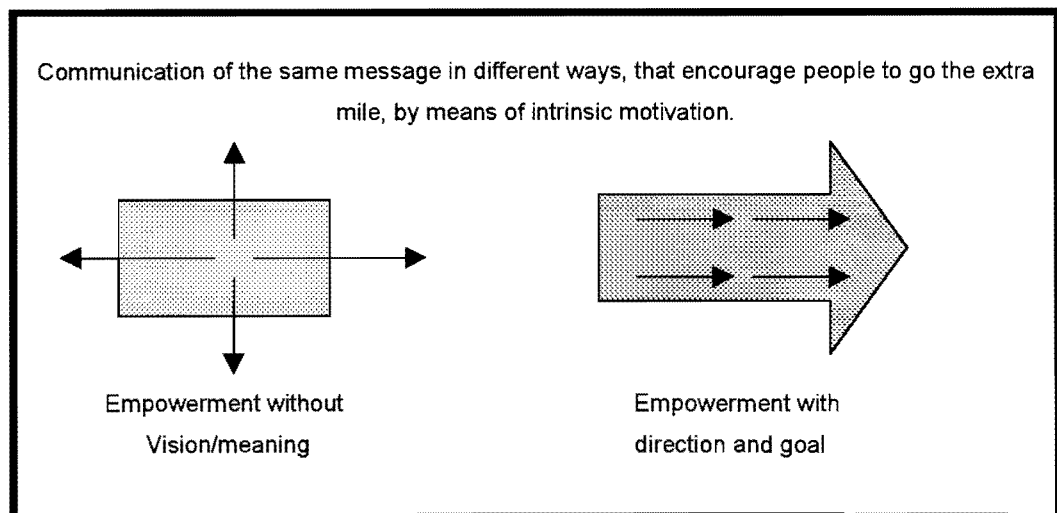 Communication of the same message in different ways, that encourage people to go the extra
mile, by means of intrinsic motivation.
Empowerment without
Vision/meaning
Empowerment with
direction and goal